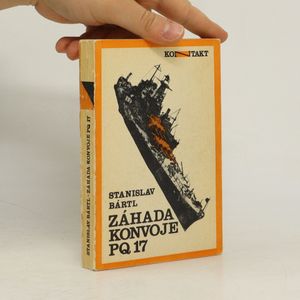 KONTAKT
STANISLAV
BÁRTL
ZÁHADA
KONVOJE
PQ 17
STANISLAV BÁRTL - ZÁHADA KONVOJE PQ 17